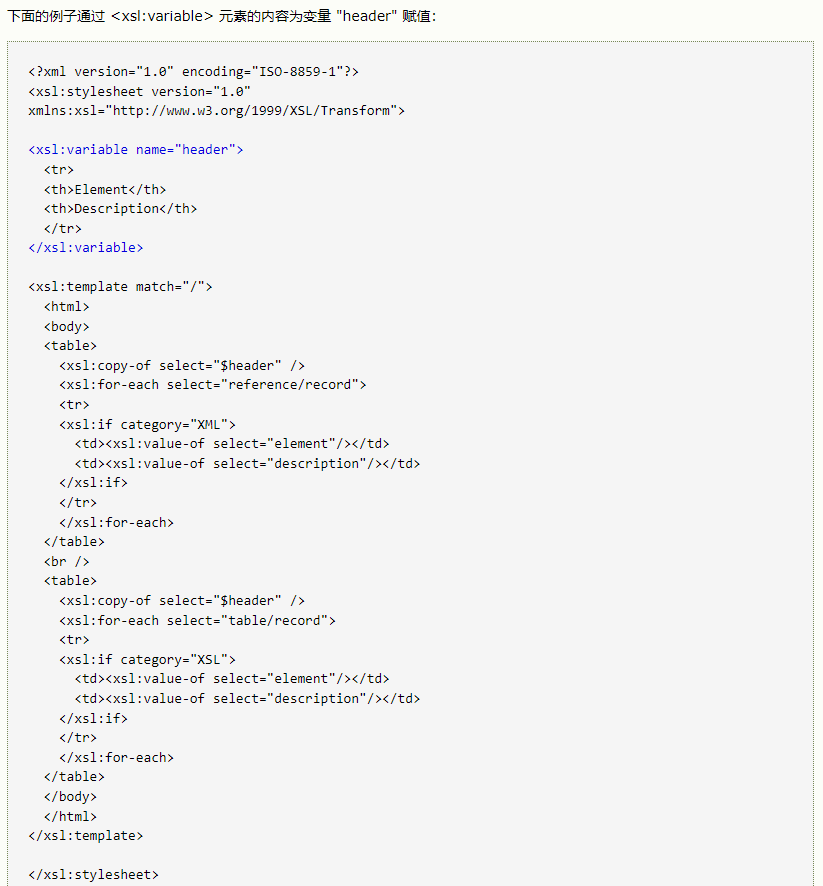 下面的例子通过 <xsl:variable> 元素的内容为变量 "header" 赋值：
<?xml version="1.0" encoding="ISO-8859-1"?>
<xsl:stylesheet version="1.0"
xmlns:xsl="http://www.w3.org/1999/XSL/Transform">
<xsl:variable name="header">
<tr>
<th>Element</th>
<th>Description</th>
</tr>
</xsl:variable>
<xsl:template match="/">
<html>
<body>
<table>
<xsl:copy-of select="$header" />
<xsl:for-each select="reference/record">
<tr>
<xsl:if category="XML">
<td><xsl:value-of select="element"/></td>
<td><xsl:value-of select="description"/></td>
</xsl:if>
</tr>
</xsl:for-each>
</table>
<br />
<table>
<xsl:copy-of select="$header" />
<xsl:for-each select="table/record">
<tr>
<xsl:if category="XSL">
<td><xsl:value-of select="element"/></td>
<td><xsl:value-of select="description"/></td>
</xsl:if>
</tr>
</xsl:for-each>
</table>
</body>
</html>
</xsl:template>
</xsl:stylesheet>